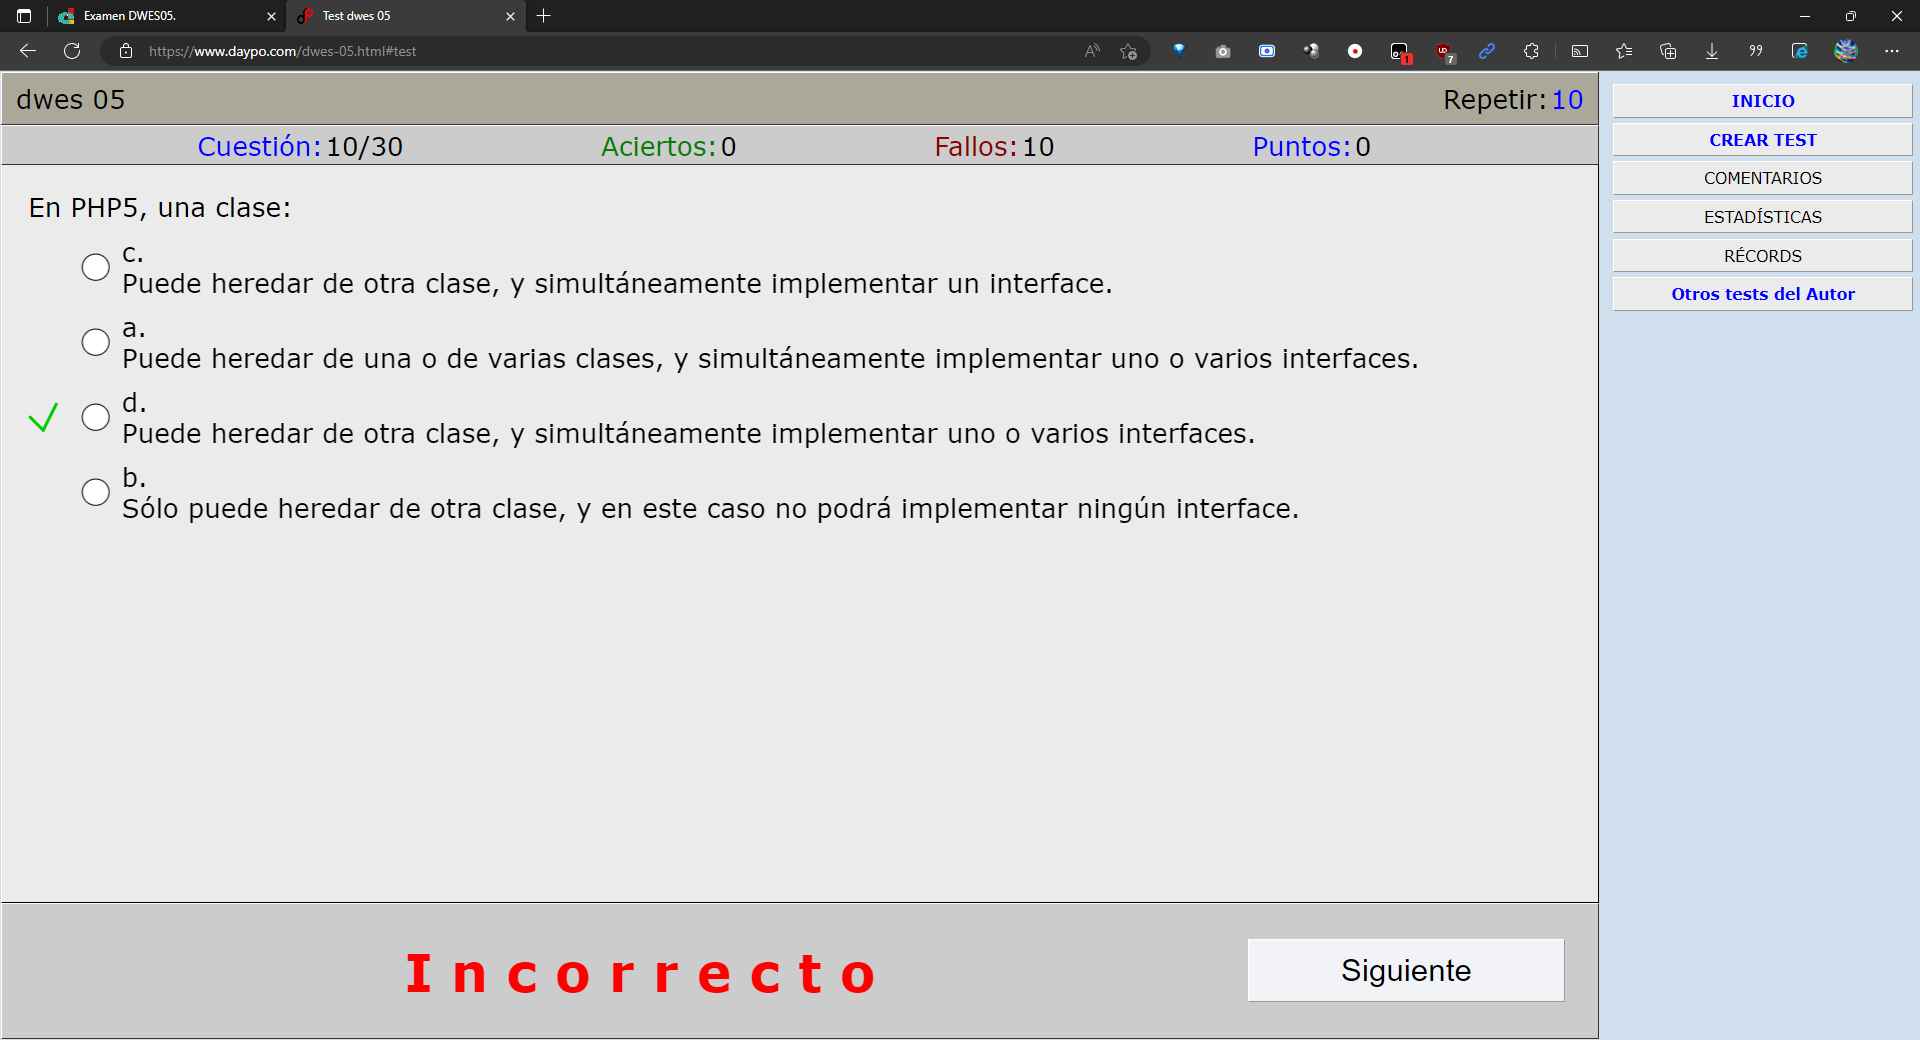 Examen DWES05.
Test dwes 05
https://www.daypo.com/dwes-05.html#test
1
7
dwes 05
Repetir: 10
Cuestión: 10/30
Aciertos: 0
Fallos: 10
Puntos: 0
En PHP5, una clase:
c.
Puede heredar de otra clase, y simultáneamente implementar un interface.
a.
Puede heredar de una o de varias clases, y simultáneamente implementar uno o varios interfaces.
d.
Puede heredar de otra clase, y simultáneamente implementar uno o varios interfaces.
b.
Sólo puede heredar de otra clase, y en este caso no podrá implementar ningún interface.
Incorrecto
Siguiente
INICIO
CREAR TEST
COMENTARIOS
ESTADÍSTICAS
RÉCORDS
Otros tests del Autor